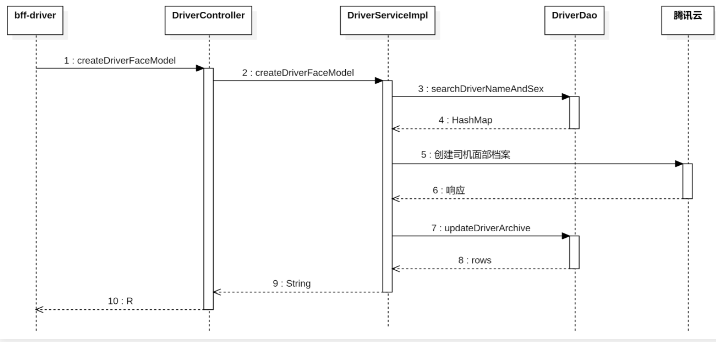 bff-driver
DriverController
DriverServiceImpl
DriverDao
腾讯云
1 : createDriverFaceModel
2 : createDriverFaceModel
3 : searchDriverNameAndSex
4 : HashMap
5 : 创建司机面部档案
6 : 响应
7 : updateDriverArchive
8 : rows
9 : String
10 : R